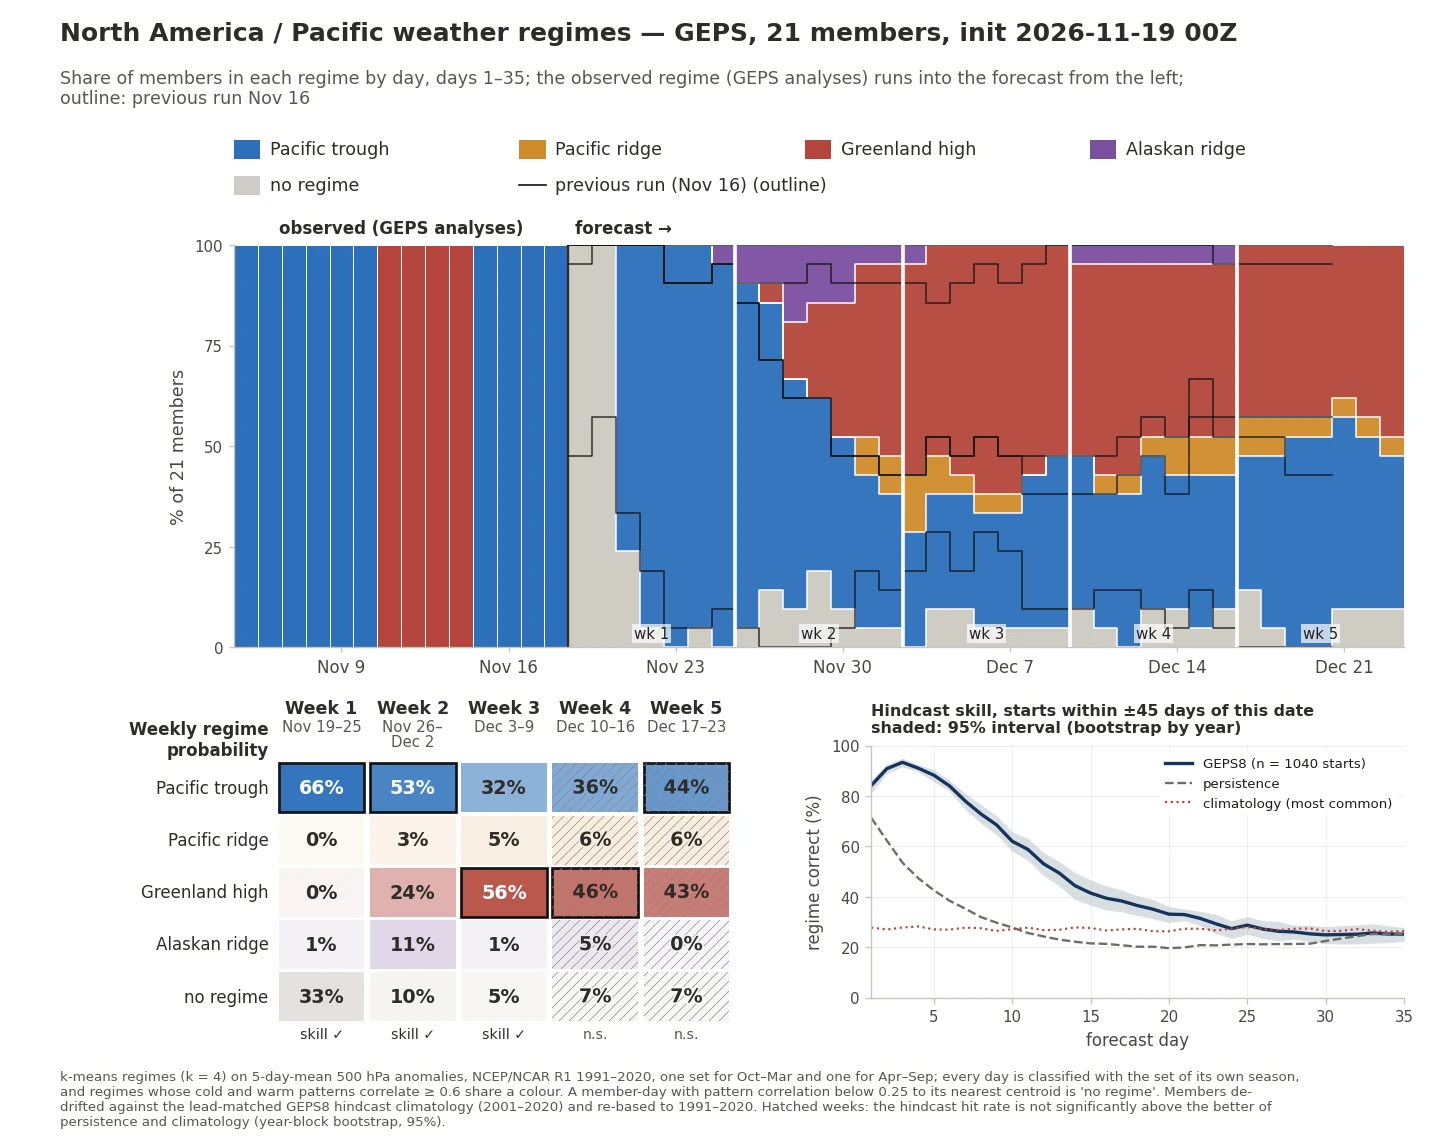 North America / Pacific weather regimes — GEPS, 21 members, init 2026-11-19 00Z
Share of members in each regime by day, days 1–35; the observed regime (GEPS analyses) runs into the forecast from the left;
outline: previous run Nov 16
Pacific trough
Pacific ridge
Greenland high
Alaskan ridge
no regime
previous run (Nov 16) (outline)
observed (GEPS analyses)
forecast →
100
75
50
25
0
% of 21 members
wk 1
wk 2
wk 3
wk 4
wk 5
Nov 9
Nov 16
Nov 23
Nov 30
Dec 7
Dec 14
Dec 21
Weekly regime
probability
Week 1
Nov 19–25
Week 2
Nov 26–
Dec 2
Week 3
Dec 3–9
Week 4
Dec 10–16
Week 5
Dec 17–23
Pacific trough 66% 53% 32% 36% 44%
Pacific ridge 0% 3% 5% 6% 6%
Greenland high 0% 24% 56% 46% 43%
Alaskan ridge 1% 11% 1% 5% 0%
no regime 33% 10% 5% 7% 7%
skill ✓ skill ✓ skill ✓ n.s. n.s.
Hindcast skill, starts within ±45 days of this date
shaded: 95% interval (bootstrap by year)
GEPS8 (n = 1040 starts)
persistence
climatology (most common)
regime correct (%)
100
80
60
40
20
0
5 10 15 20 25 30 35
forecast day
k-means regimes (k = 4) on 5-day-mean 500 hPa anomalies, NCEP/NCAR R1 1991–2020, one set for Oct–Mar and one for Apr–Sep; every day is classified with the set of its own season,
and regimes whose cold and warm patterns correlate ≥ 0.6 share a colour. A member-day with pattern correlation below 0.25 to its nearest centroid is 'no regime'. Members de-
drifted against the lead-matched GEPS8 hindcast climatology (2001–2020) and re-based to 1991–2020. Hatched weeks: the hindcast hit rate is not significantly above the better of
persistence and climatology (year-block bootstrap, 95%).